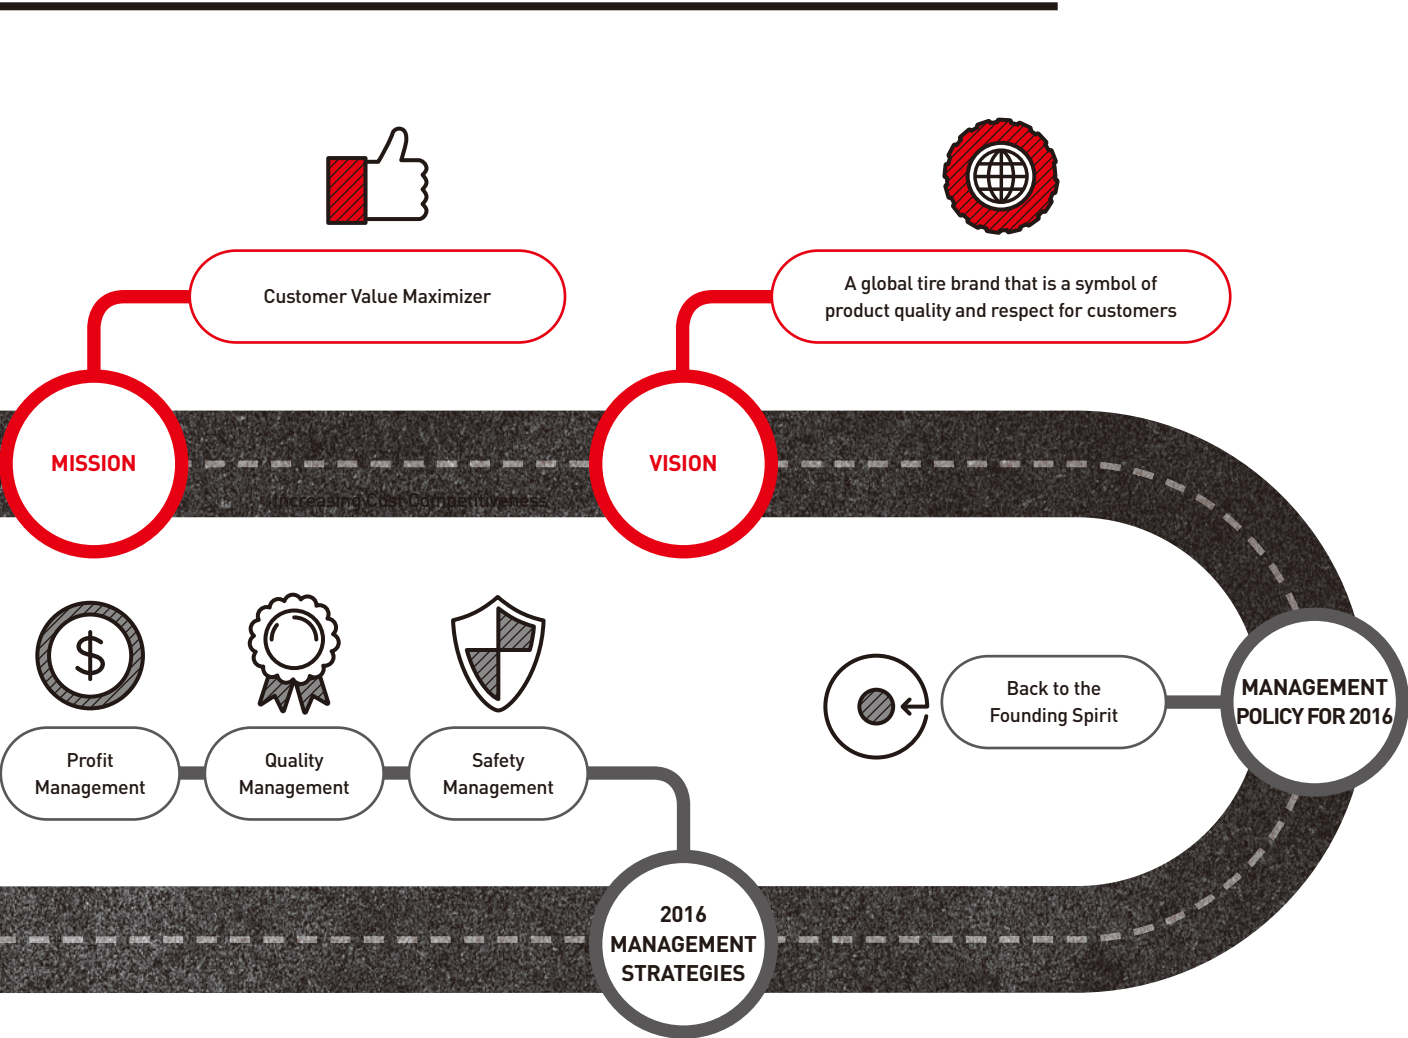 Customer Value Maximizer
A global tire brand that is a symbol of
product quality and respect for customers
MISSION
VISION
Increasing Cost Competitiveness
Back to the
Founding Spirit
MANAGEMENT
POLICY FOR 2016
Profit
Management
Quality
Management
Safety
Management
2016
MANAGEMENT
STRATEGIES